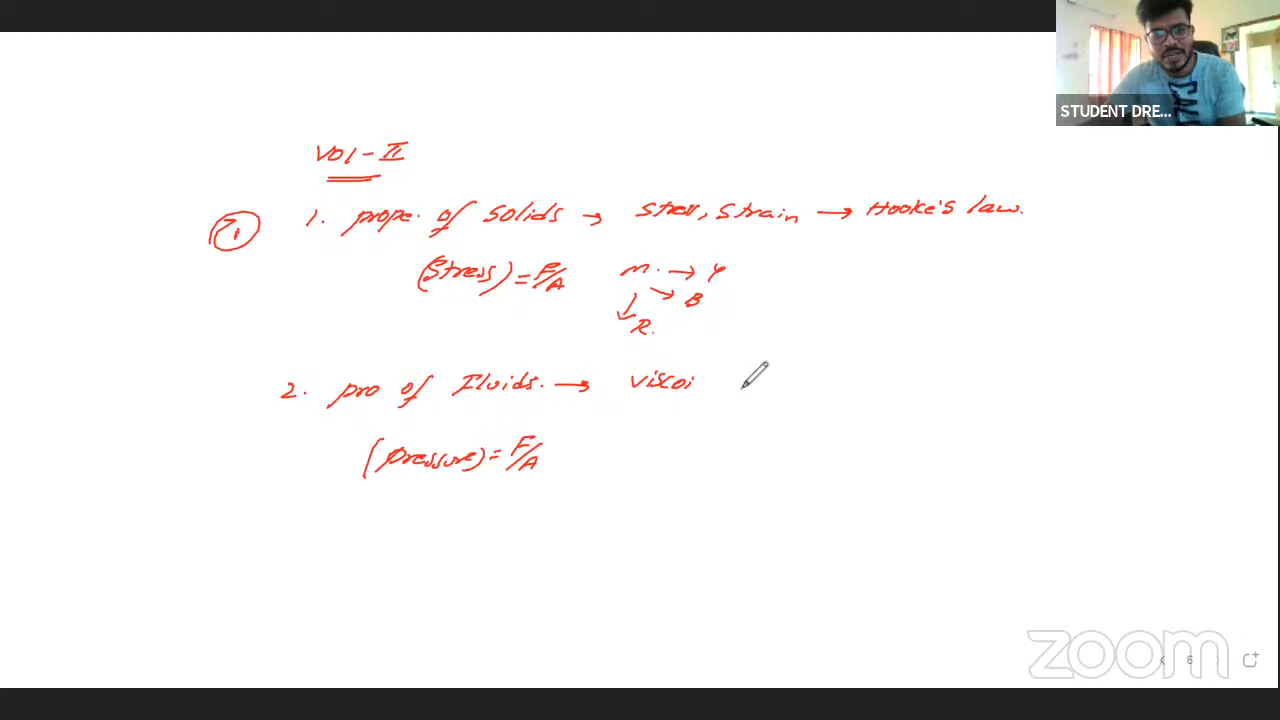 STUDENT DRE...
Vol-II
7, 1. prope. of solids → stress, strain → Hooke's law.
(Stress) = F/A m. → Y
→ B
→ R.
2. pro of Fluids. → viscoi
(pressure) = F/A
zoom
6